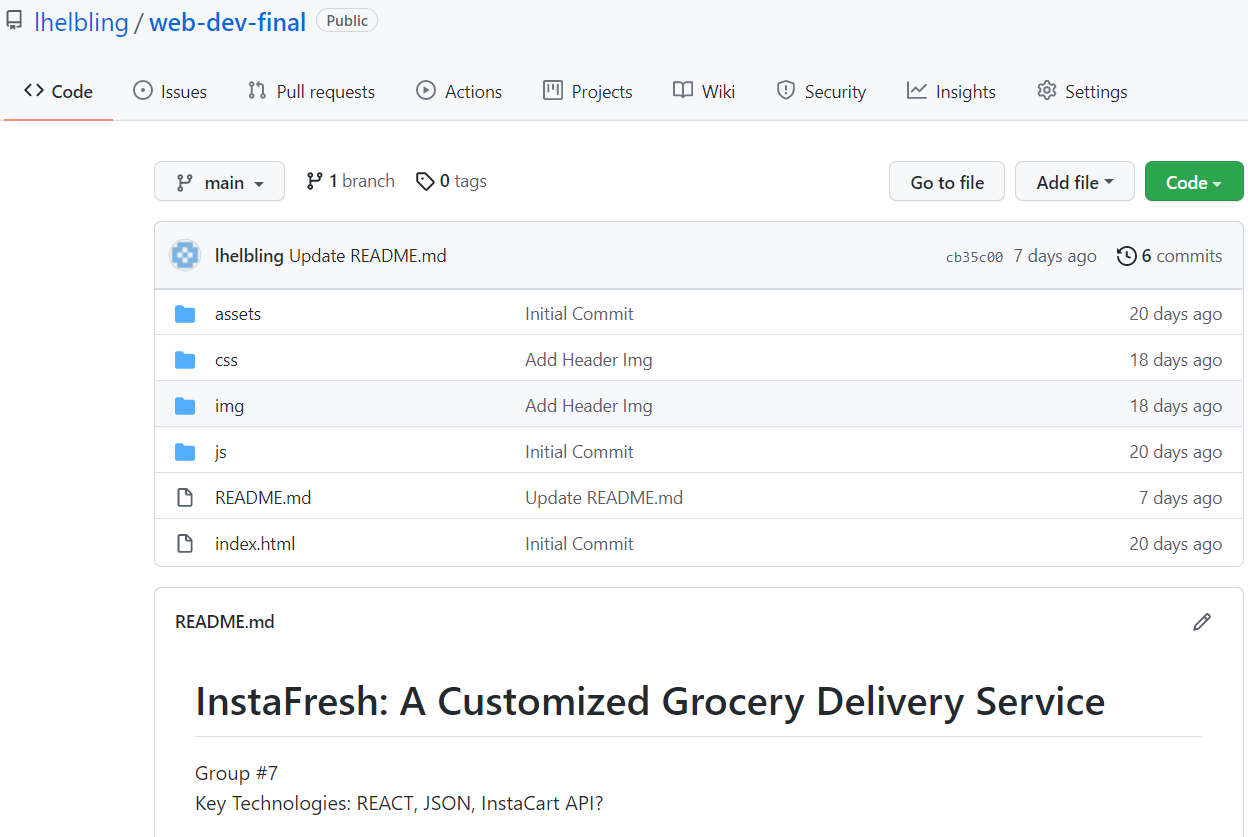 lhelbling / web-dev-final Public
Code Issues Pull requests Actions Projects Wiki Security Insights Settings
main 1 branch 0 tags Go to file Add file Code
lhelbling Update README.md cb35c00 7 days ago 6 commits
assets Initial Commit 20 days ago
css Add Header Img 18 days ago
img Add Header Img 18 days ago
js Initial Commit 20 days ago
README.md Update README.md 7 days ago
index.html Initial Commit 20 days ago
README.md
InstaFresh: A Customized Grocery Delivery Service
Group #7
Key Technologies: REACT, JSON, InstaCart API?